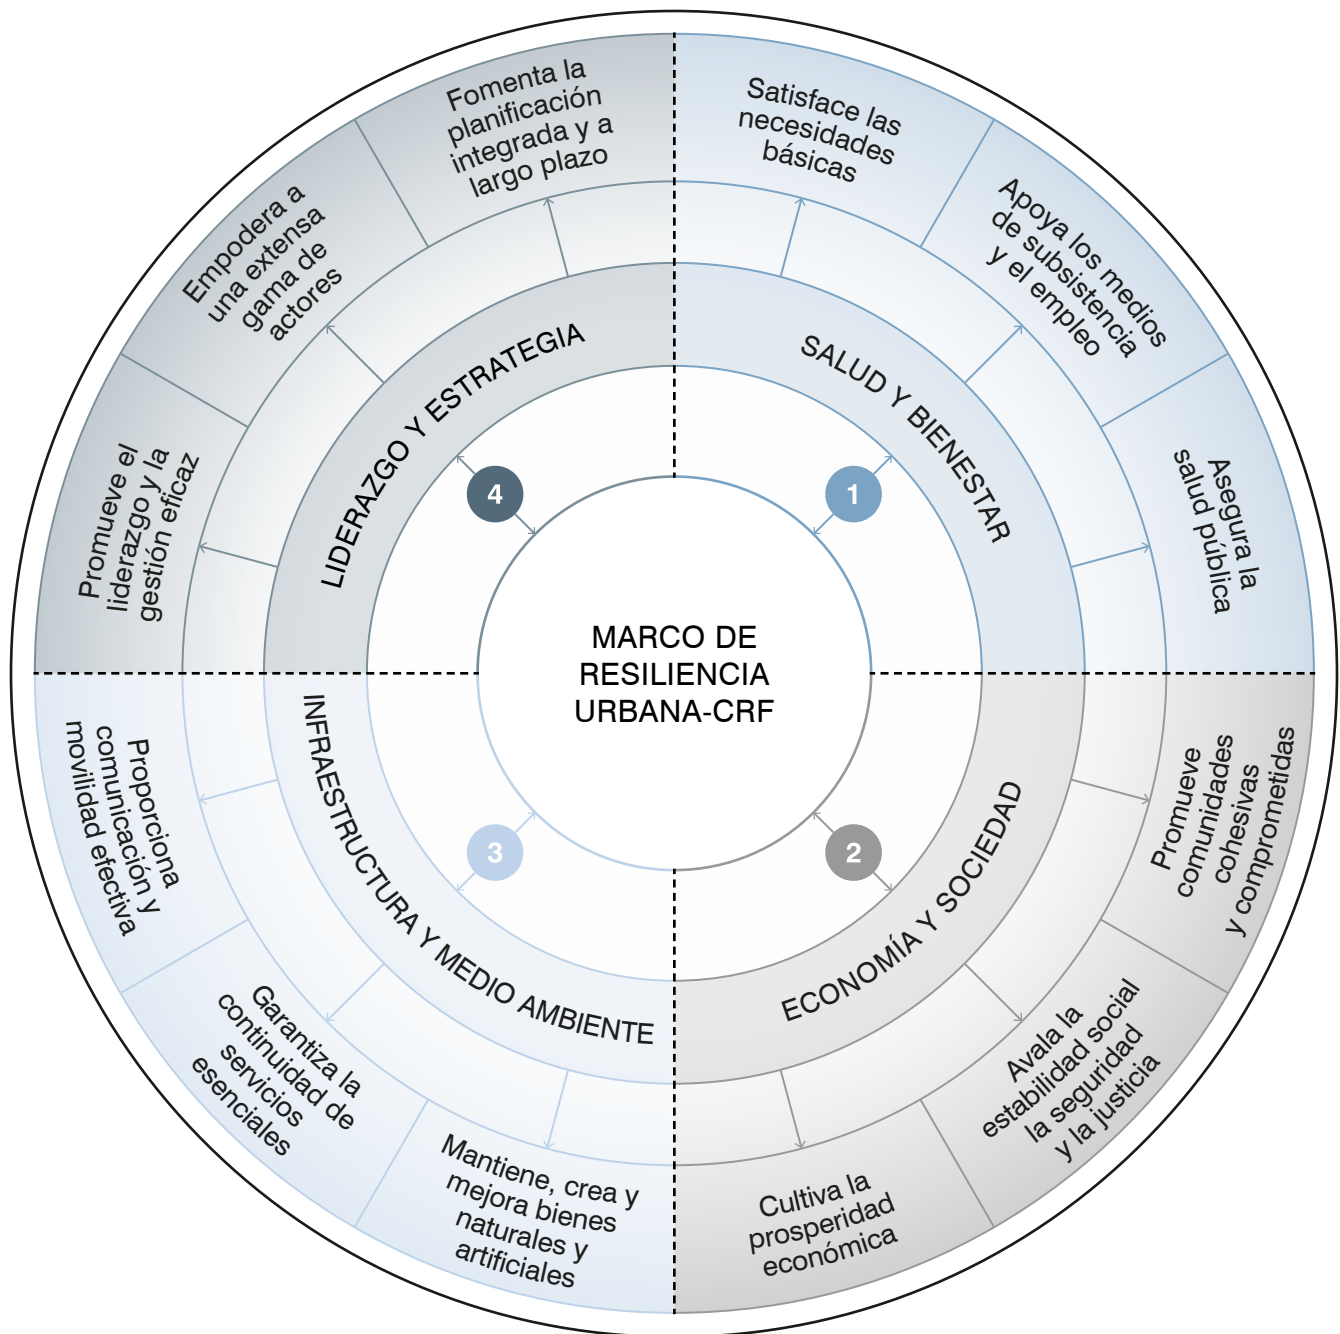 MARCO DE
RESILIENCIA
URBANA-CRF
1
SALUD Y BIENESTAR
Satisface las
necesidades
básicas
Apoya los medios
de subsistencia
y el empleo
Asegura la
salud pública
2
ECONOMÍA Y SOCIEDAD
Promueve
comunidades
cohesivas
y comprometidas
Avala la
estabilidad social
la seguridad
y la justicia
Cultiva la
prosperidad
económica
3
INFRAESTRUCTURA Y MEDIO AMBIENTE
Mantiene, crea y
mejora bienes
naturales y
artificiales
Garantiza la
continuidad de
servicios
esenciales
Proporciona
comunicación y
movilidad efectiva
4
LIDERAZGO Y ESTRATEGIA
Promueve el
liderazgo y la
gestión eficaz
Empodera a
una extensa
gama de
actores
Fomenta la
planificación
integrada y a
largo plazo